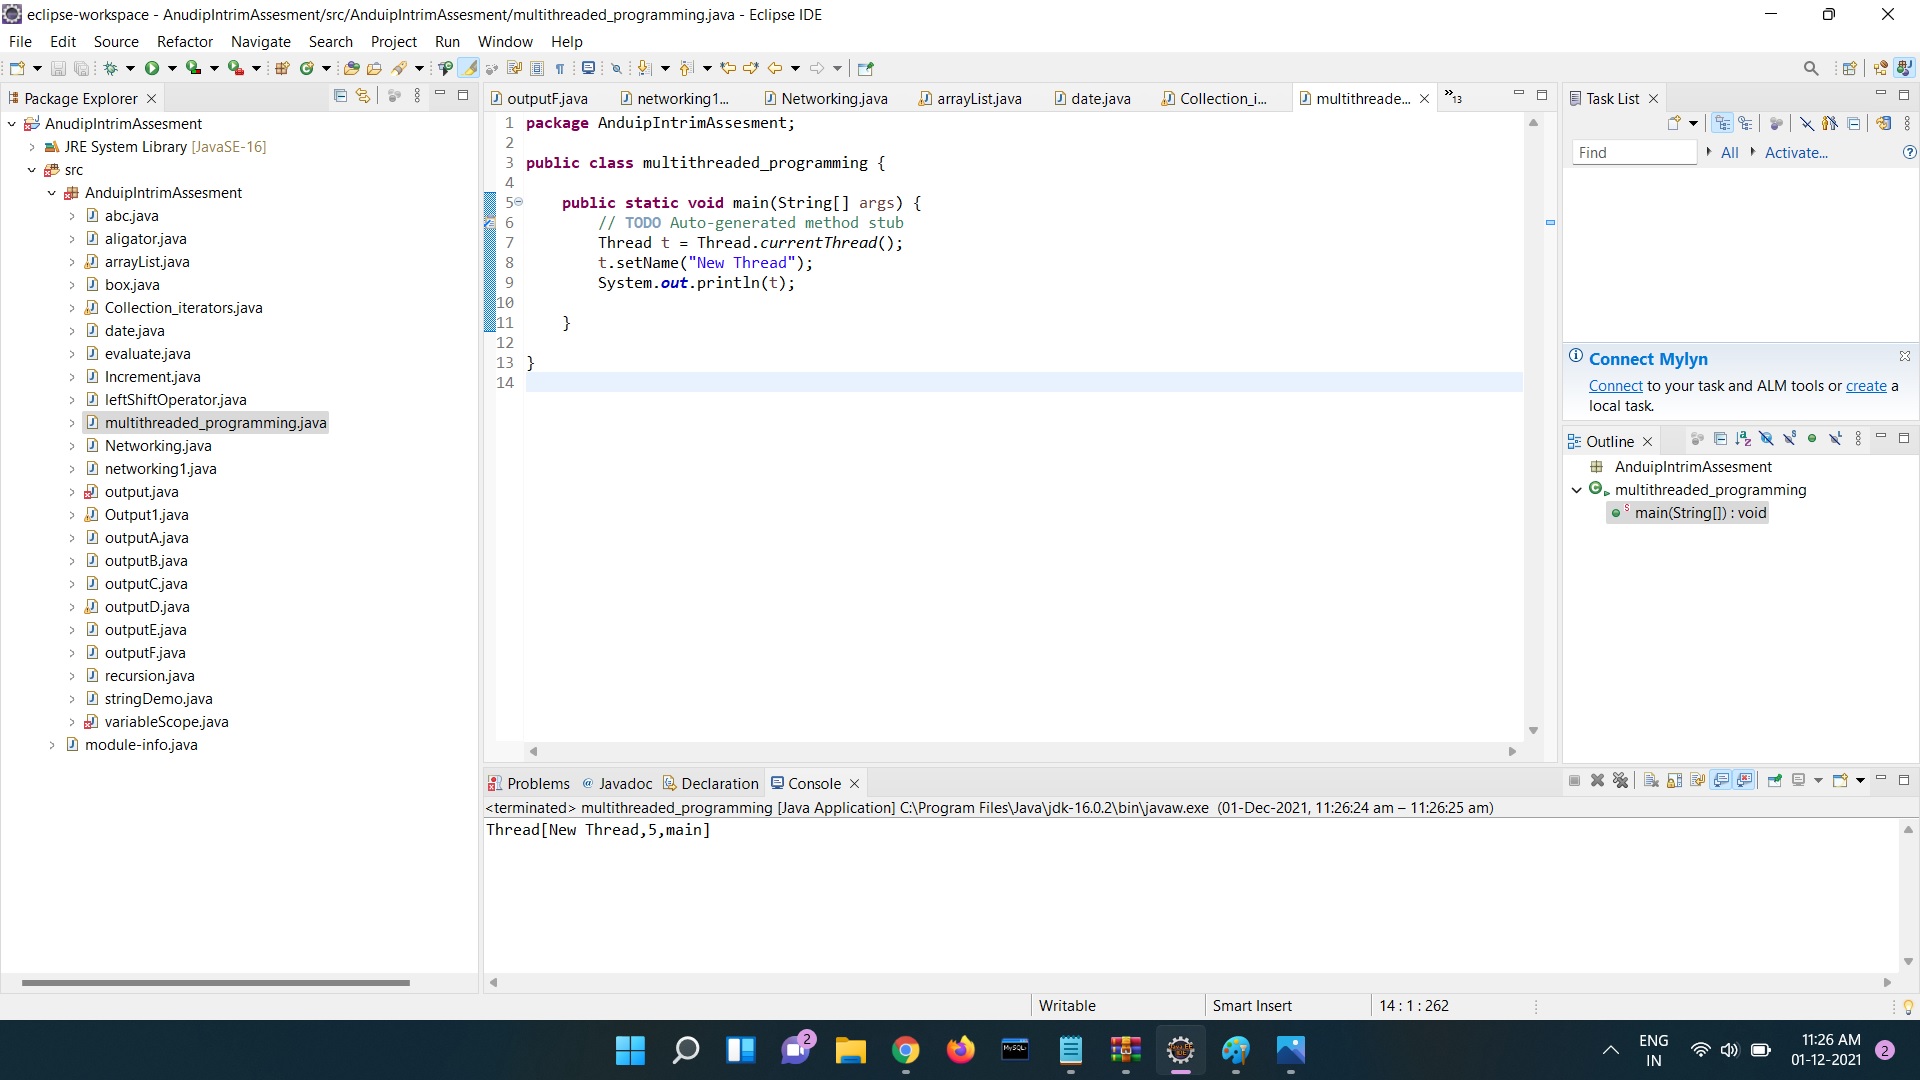 eclipse-workspace - AnudipIntrimAssesment/src/AnduipIntrimAssesment/multithreaded_programming.java - Eclipse IDE
File Edit Source Refactor Navigate Search Project Run Window Help
Package Explorer
AnudipIntrimAssesment
JRE System Library [JavaSE-16]
src
AnduipIntrimAssesment
abc.java
aligator.java
arrayList.java
box.java
Collection_iterators.java
date.java
evaluate.java
Increment.java
leftShiftOperator.java
multithreaded_programming.java
Networking.java
networking1.java
output.java
Output1.java
outputA.java
outputB.java
outputC.java
outputD.java
outputE.java
outputF.java
recursion.java
stringDemo.java
variableScope.java
module-info.java
outputF.java networking1... Networking.java arrayList.java date.java Collection_i... multithreade... »13
1 package AnduipIntrimAssesment;
2
3 public class multithreaded_programming {
4
5 public static void main(String[] args) {
6 // TODO Auto-generated method stub
7 Thread t = Thread.currentThread();
8 t.setName("New Thread");
9 System.out.println(t);
10
11 }
12
13 }
14
Task List
Find All Activate...
Connect Mylyn
Connect to your task and ALM tools or create a
local task.
Outline
AnduipIntrimAssesment
multithreaded_programming
main(String[]) : void
Problems Javadoc Declaration Console
<terminated> multithreaded_programming [Java Application] C:\Program Files\Java\jdk-16.0.2\bin\javaw.exe (01-Dec-2021, 11:26:24 am – 11:26:25 am)
Thread[New Thread,5,main]
Writable Smart Insert 14 : 1 : 262
2
MySQL
ENG
IN
11:26 AM
01-12-2021
2